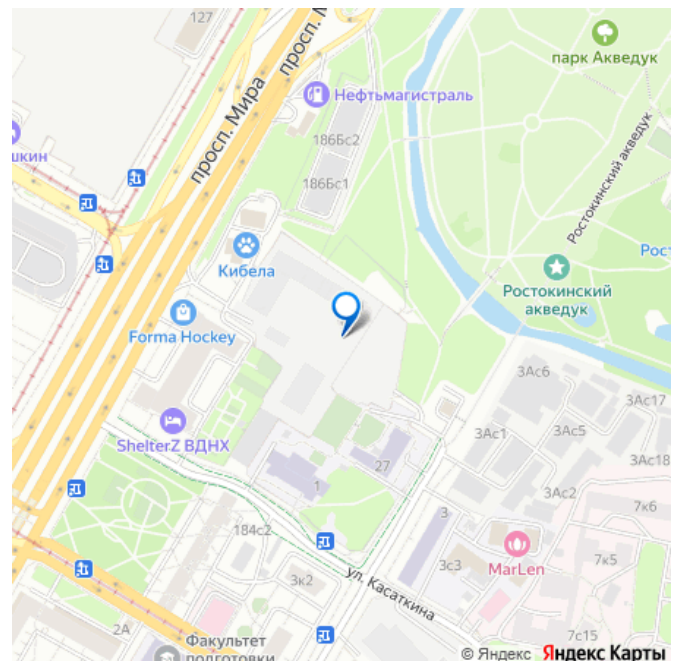 127
просп. М
просп. Мира
парк Акведук
Нефтьмагистраль
186Бс2
186Бс1
шкин
Ростокинский акведук
Кибела
Рост
Ростокинский
акведук
Forma Hockey
3Ас6
3Ас17
3Ас1
3Ас5
3Ас18
ShelterZ ВДНХ
27
1
3Ас2
7к6
3
184с2
MarLen
7к5
3с3
3к2
ул. Касаткина
2А
Факультет
подготовки
7с15
© Яндекс Яндекс Карты